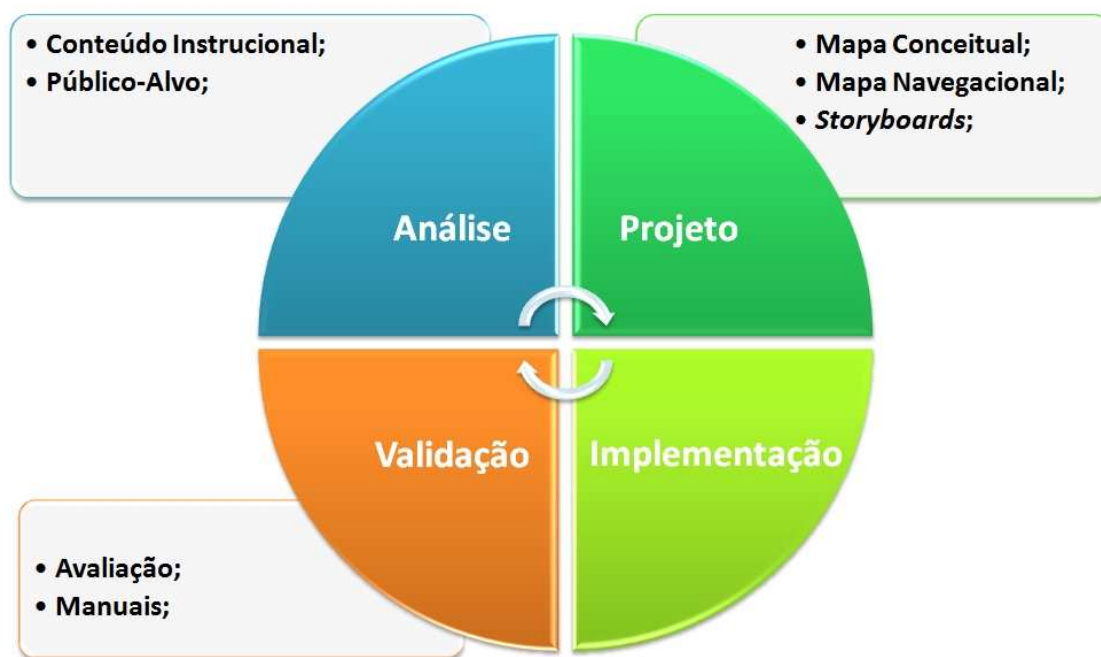 • Conteúdo Instrucional;
• Público-Alvo;
• Mapa Conceitual;
• Mapa Navegacional;
• Storyboards;
Análise
Projeto
Validação
Implementação
• Avaliação;
• Manuais;